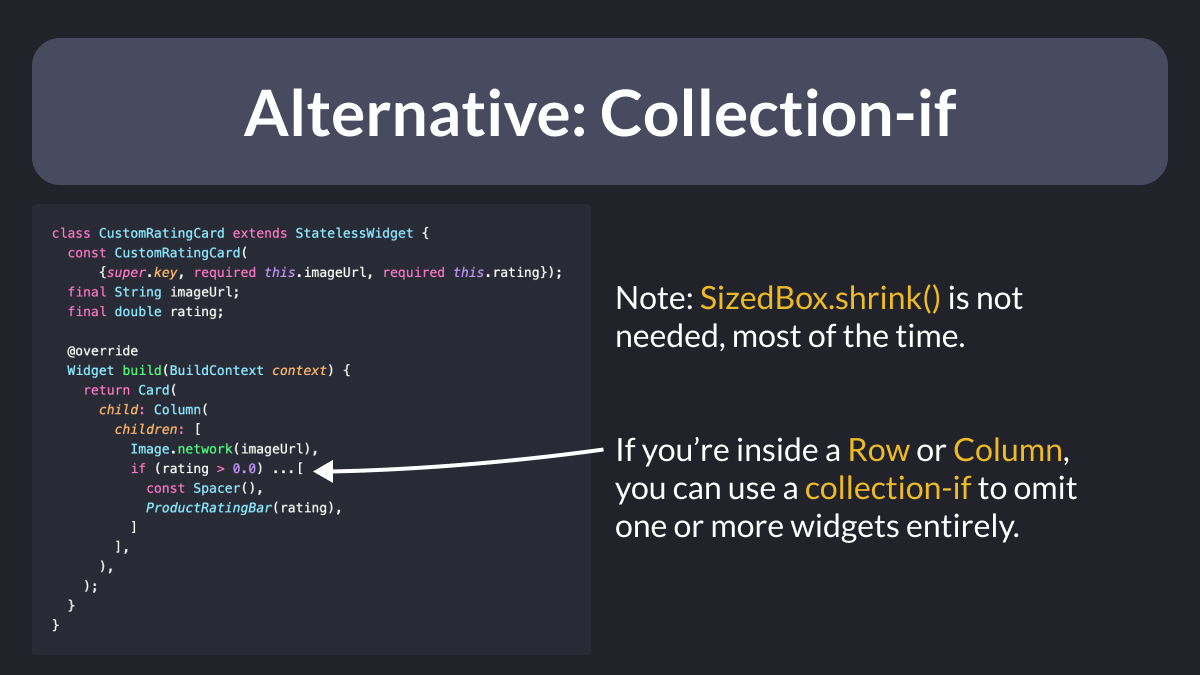 Alternative: Collection-if
class CustomRatingCard extends StatelessWidget {
  const CustomRatingCard(
      {super.key, required this.imageUrl, required this.rating});
  final String imageUrl;
  final double rating;

  @override
  Widget build(BuildContext context) {
    return Card(
      child: Column(
        children: [
          Image.network(imageUrl),
          if (rating > 0.0) ...[
            const Spacer(),
            ProductRatingBar(rating),
          ]
        ],
      ),
    );
  }
}
Note: SizedBox.shrink() is not
needed, most of the time.
If you’re inside a Row or Column,
you can use a collection-if to omit
one or more widgets entirely.